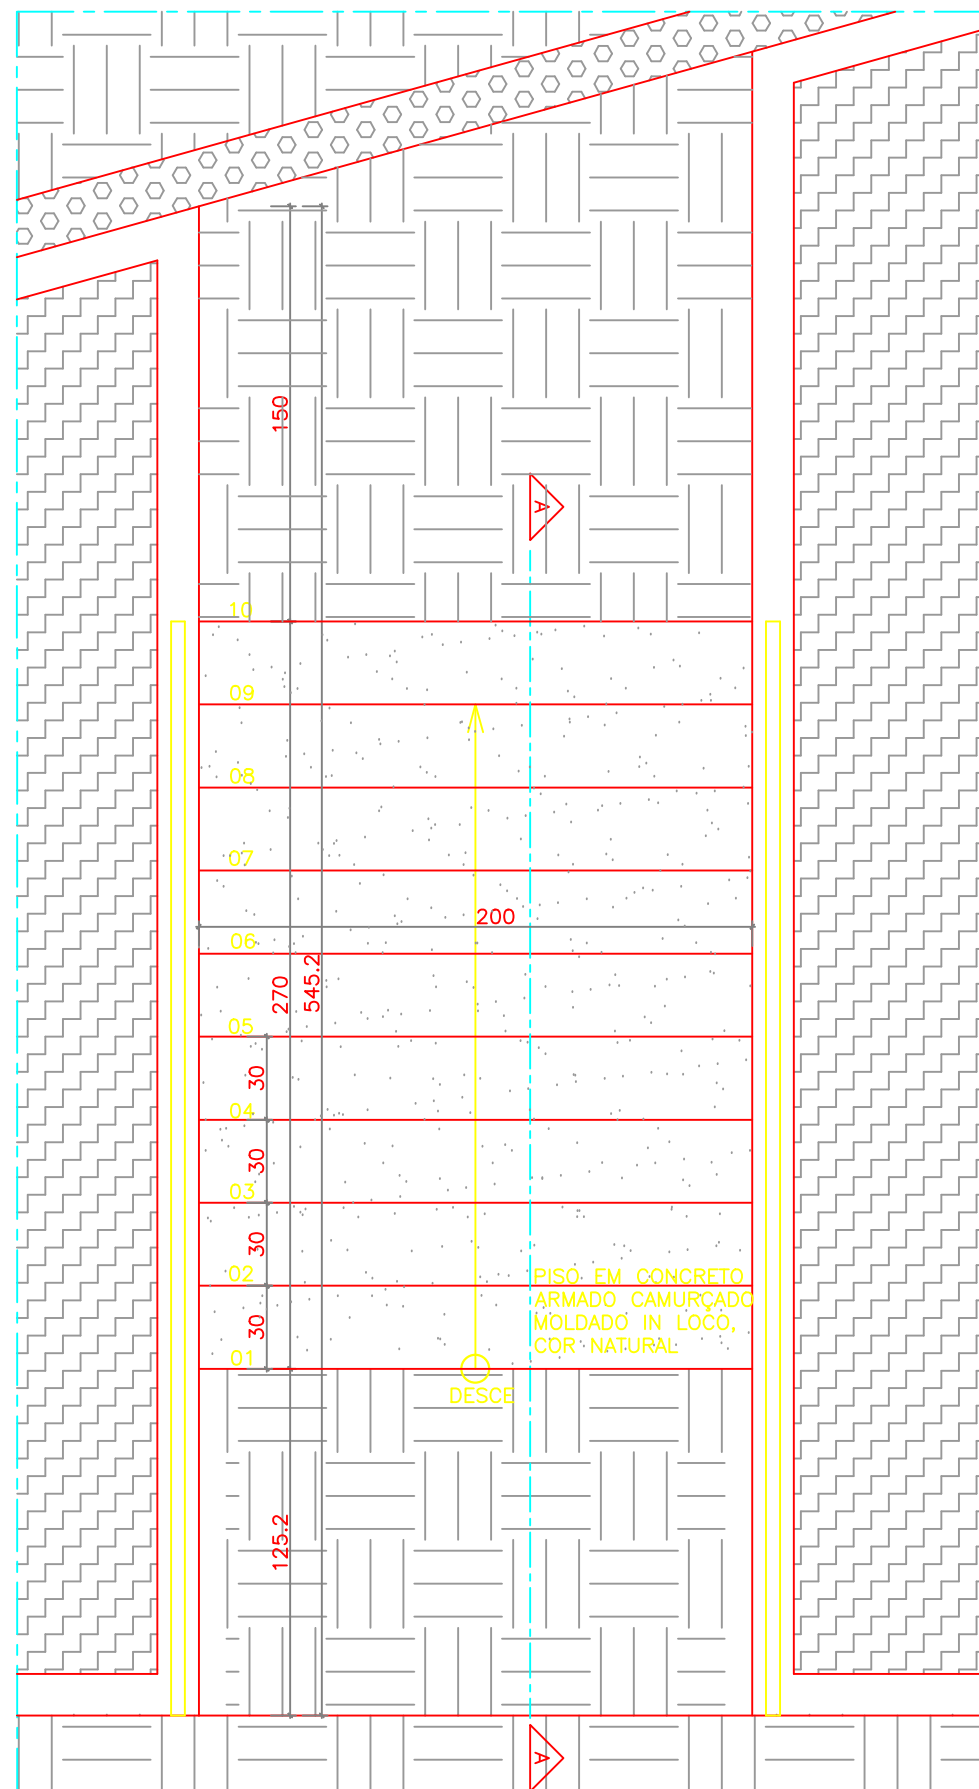 150
A
10
09
08
07
200
06
270
545.2
05
30
04
30
03
30
02
PISO EM CONCRETO
ARMADO CAMURÇADO
MOLDADO IN LOCO,
COR NATURAL
30
01
DESCE
125.2
A